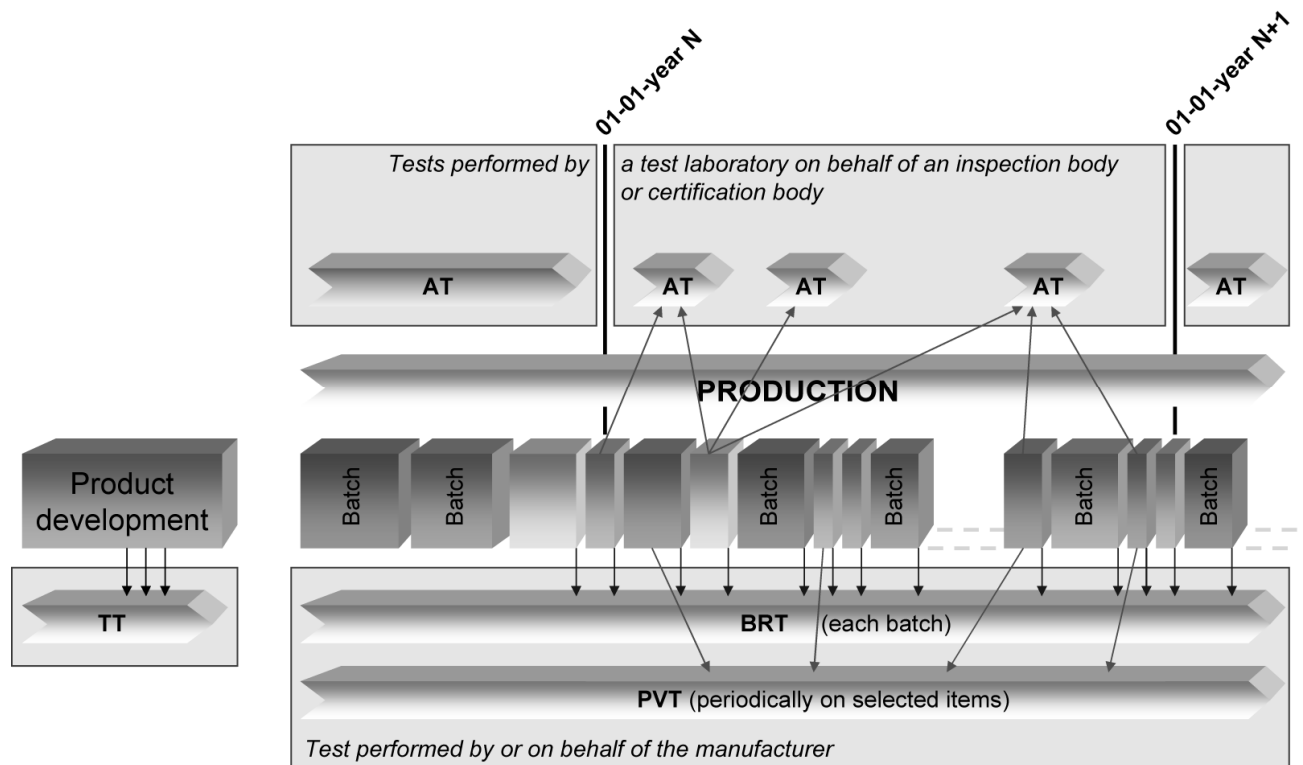 01-01-year N
01-01-year N+1
Tests performed by
a test laboratory on behalf of an inspection body
or certification body
AT
AT
AT
AT
AT
PRODUCTION
Product
development
Batch
Batch
Batch
Batch
Batch
Batch
TT
BRT (each batch)
PVT (periodically on selected items)
Test performed by or on behalf of the manufacturer